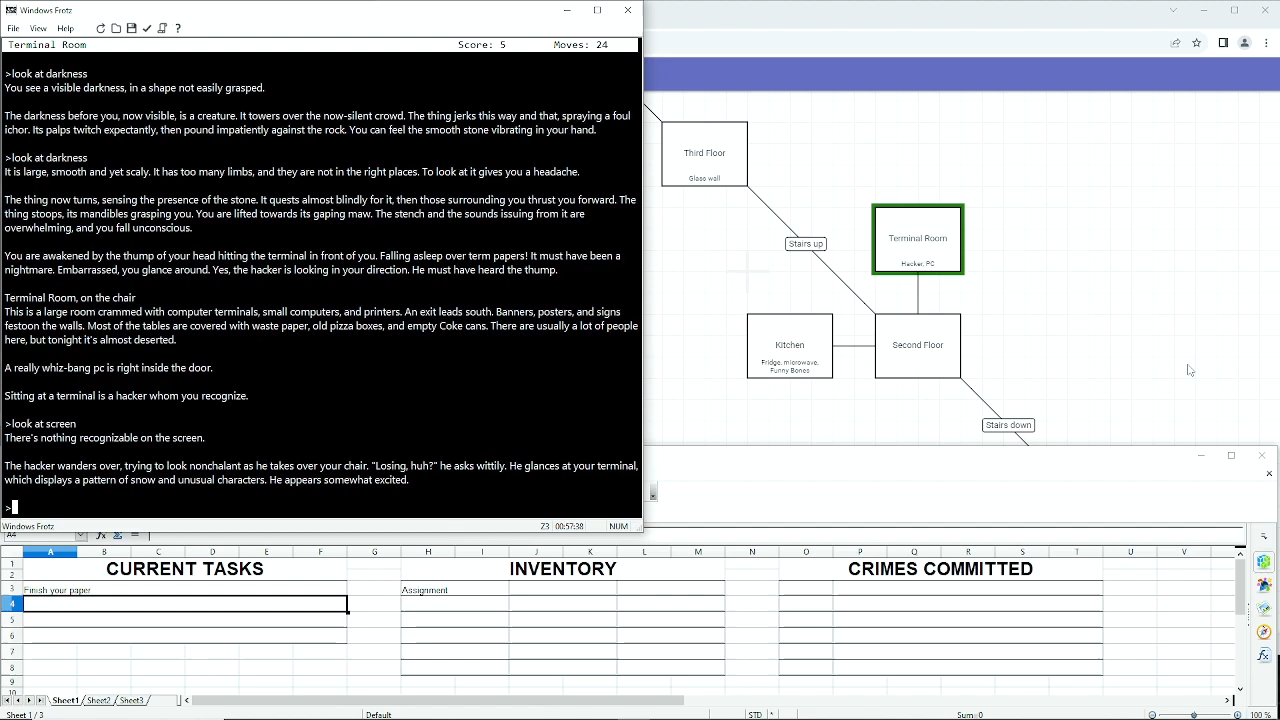 Windows Frotz
File View Help
Terminal Room Score: 5 Moves: 24
>look at darkness
You see a visible darkness, in a shape not easily grasped.
The darkness before you, now visible, is a creature. It towers over the now-silent crowd. The thing jerks this way and that, spraying a foul
ichor. Its palps twitch expectantly, then pound impatiently against the rock. You can feel the smooth stone vibrating in your hand.
>look at darkness
It is large, smooth and yet scaly. It has too many limbs, and they are not in the right places. To look at it gives you a headache.
The thing now turns, sensing the presence of the stone. It quests almost blindly for it, then those surrounding you thrust you forward. The
thing stoops, its mandibles grasping you. You are lifted towards its gaping maw. The stench and the sounds issuing from it are
overwhelming, and you fall unconscious.
You are awakened by the thump of your head hitting the terminal in front of you. Falling asleep over term papers! It must have been a
nightmare. Embarrassed, you glance around. Yes, the hacker is looking in your direction. He must have heard the thump.
Terminal Room, on the chair
This is a large room crammed with computer terminals, small computers, and printers. An exit leads south. Banners, posters, and signs
festoon the walls. Most of the tables are covered with waste paper, old pizza boxes, and empty Coke cans. There are usually a lot of people
here, but tonight it's almost deserted.
A really whiz-bang pc is right inside the door.
Sitting at a terminal is a hacker whom you recognize.
>look at screen
There's nothing recognizable on the screen.
The hacker wanders over, trying to look nonchalant as he takes over your chair. "Losing, huh?" he asks wittily. He glances at your terminal,
which displays a pattern of snow and unusual characters. He appears somewhat excited.
>
Windows Frotz Z3 00:57:38 NUM
Third Floor
Glass wall
Stairs up
Terminal Room
Hacker, PC
Kitchen
Fridge, microwave,
Funny Bones
Second Floor
Stairs down
A4
A B C D E F G H I J K L M N O P Q R S T U V
1 CURRENT TASKS INVENTORY CRIMES COMMITTED
2
3 Finish your paper Assignment
4
5
6
7
8
9
10
Sheet1 Sheet2 Sheet3
Sheet 1 / 3 Default STD * Sum=0 100 %